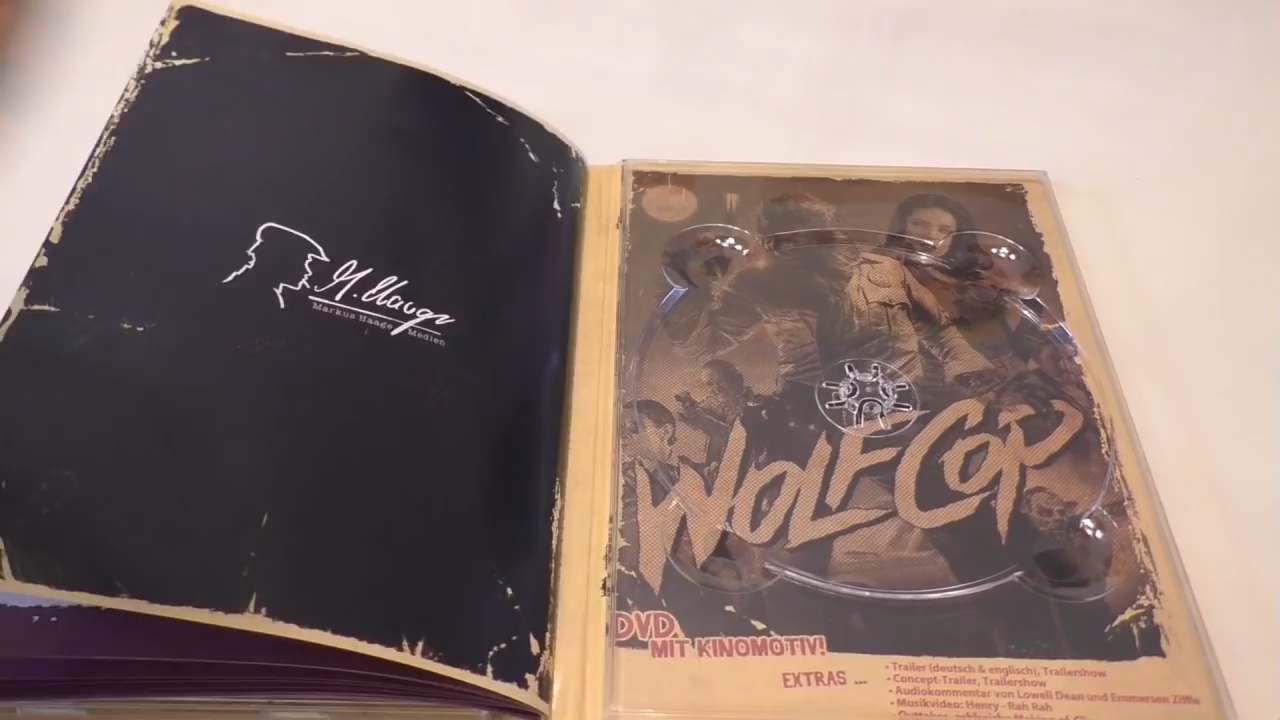 M. Haage
Markus Haage Medien
WOLFCOP
DVD
MIT KINOMOTIV!
EXTRAS ...
• Trailer (deutsch & englisch), Trailershow
• Concept-Trailer, Trailershow
• Audiokommentar von Lowell Dean und Emmersen Ziffle
• Musikvideo: Henry - Rah Rah